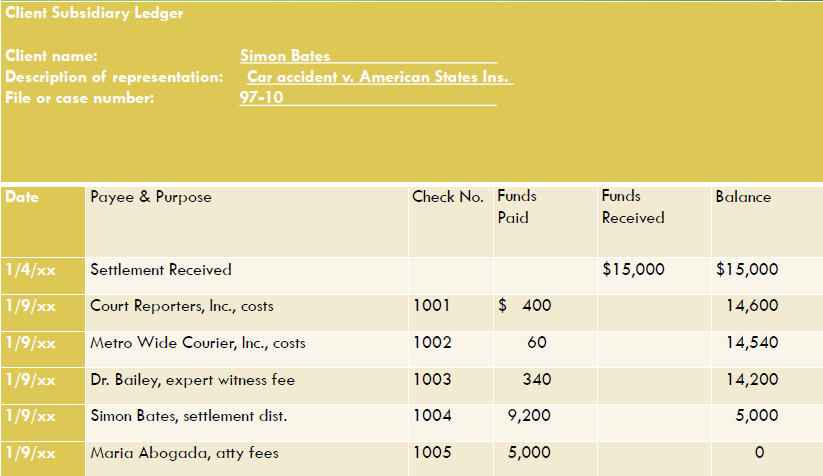 Client Subsidiary Ledger
Client name: Simon Bates
Description of representation: Car accident v. American States Ins.
File or case number: 97-10
Date Payee & Purpose Check No. Funds Paid Funds Received Balance
1/4/xx Settlement Received $15,000 $15,000
1/9/xx Court Reporters, Inc., costs 1001 $ 400 14,600
1/9/xx Metro Wide Courier, Inc., costs 1002 60 14,540
1/9/xx Dr. Bailey, expert witness fee 1003 340 14,200
1/9/xx Simon Bates, settlement dist. 1004 9,200 5,000
1/9/xx Maria Abogada, atty fees 1005 5,000 0